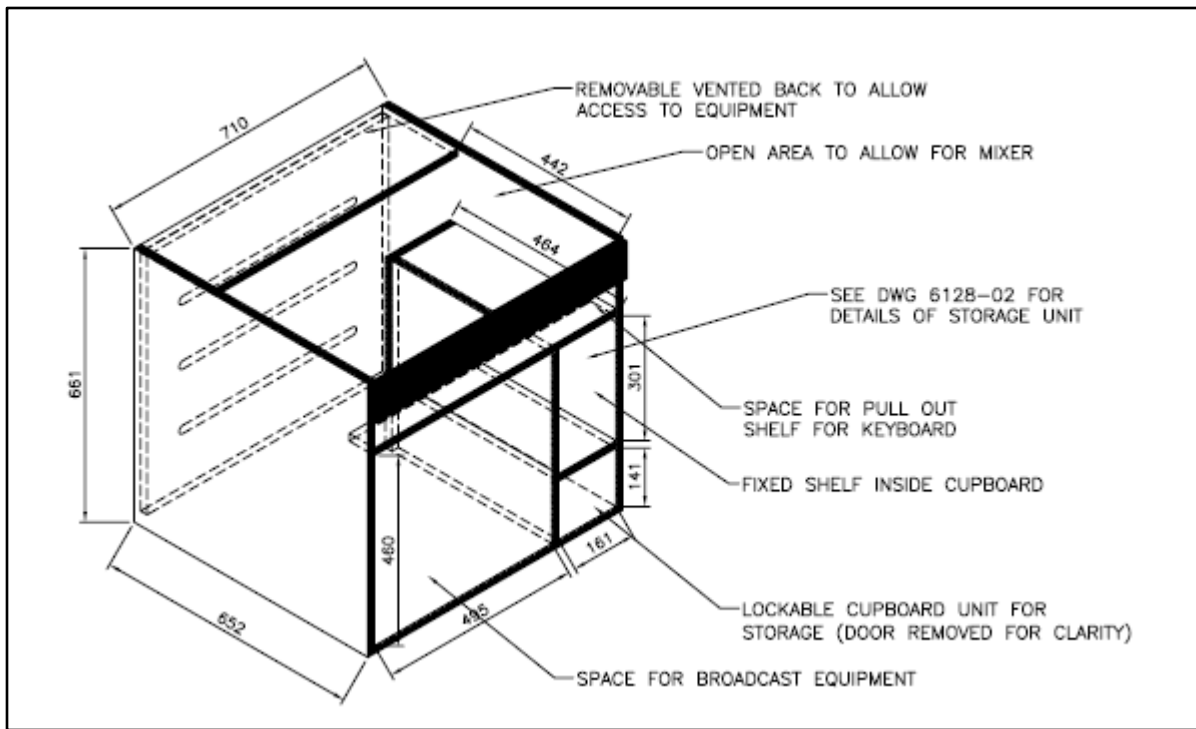 REMOVABLE VENTED BACK TO ALLOW
ACCESS TO EQUIPMENT
710
442
OPEN AREA TO ALLOW FOR MIXER
464
SEE DWG 6128-02 FOR
DETAILS OF STORAGE UNIT
661
301
SPACE FOR PULL OUT
SHELF FOR KEYBOARD
141
FIXED SHELF INSIDE CUPBOARD
460
161
495
652
LOCKABLE CUPBOARD UNIT FOR
STORAGE (DOOR REMOVED FOR CLARITY)
SPACE FOR BROADCAST EQUIPMENT